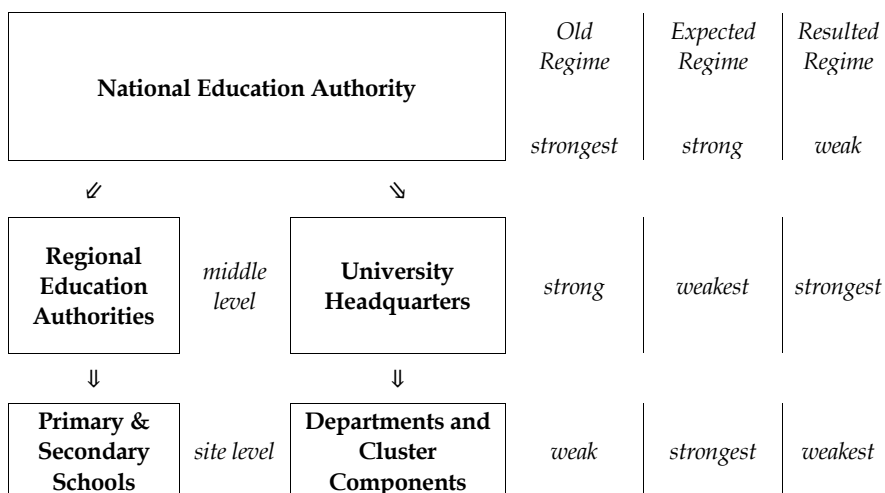 Old Expected Resulted
Regime Regime Regime
National Education Authority
strongest strong weak
⇙ ⇘
Regional
Education
Authorities
middle
level
University
Headquarters
strong weakest strongest
⇓ ⇓
Primary &
Secondary
Schools
site level
Departments and
Cluster
Components
weak strongest weakest